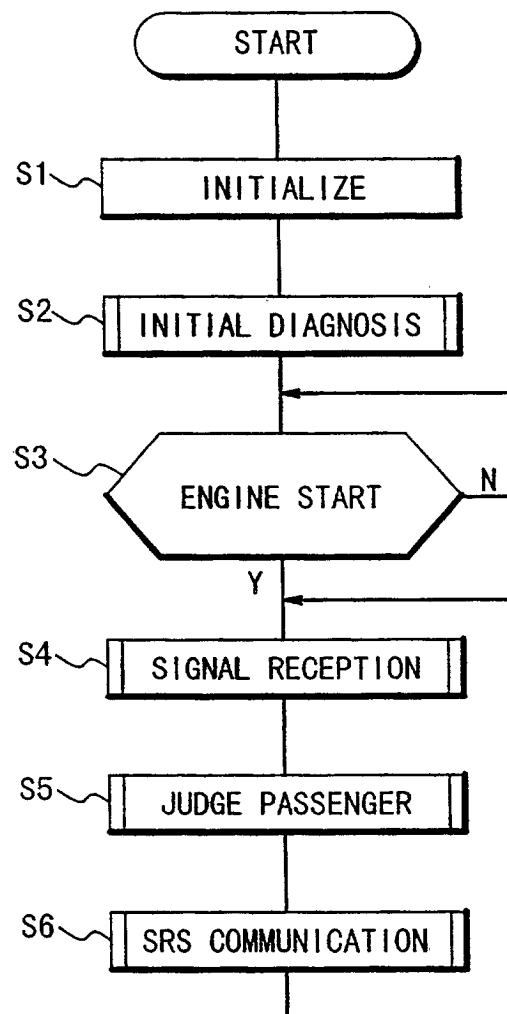 START
S1
INITIALIZE
S2
INITIAL DIAGNOSIS
S3
ENGINE START
N
Y
S4
SIGNAL RECEPTION
S5
JUDGE PASSENGER
S6
SRS COMMUNICATION